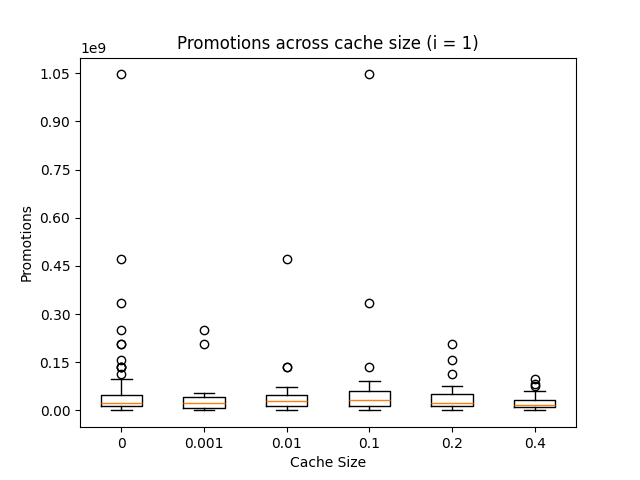 Promotions across cache size (i = 1)
1e9
1.05
0.90
0.75
0.60
0.45
0.30
0.15
0.00
Promotions
0 0.001 0.01 0.1 0.2 0.4
Cache Size